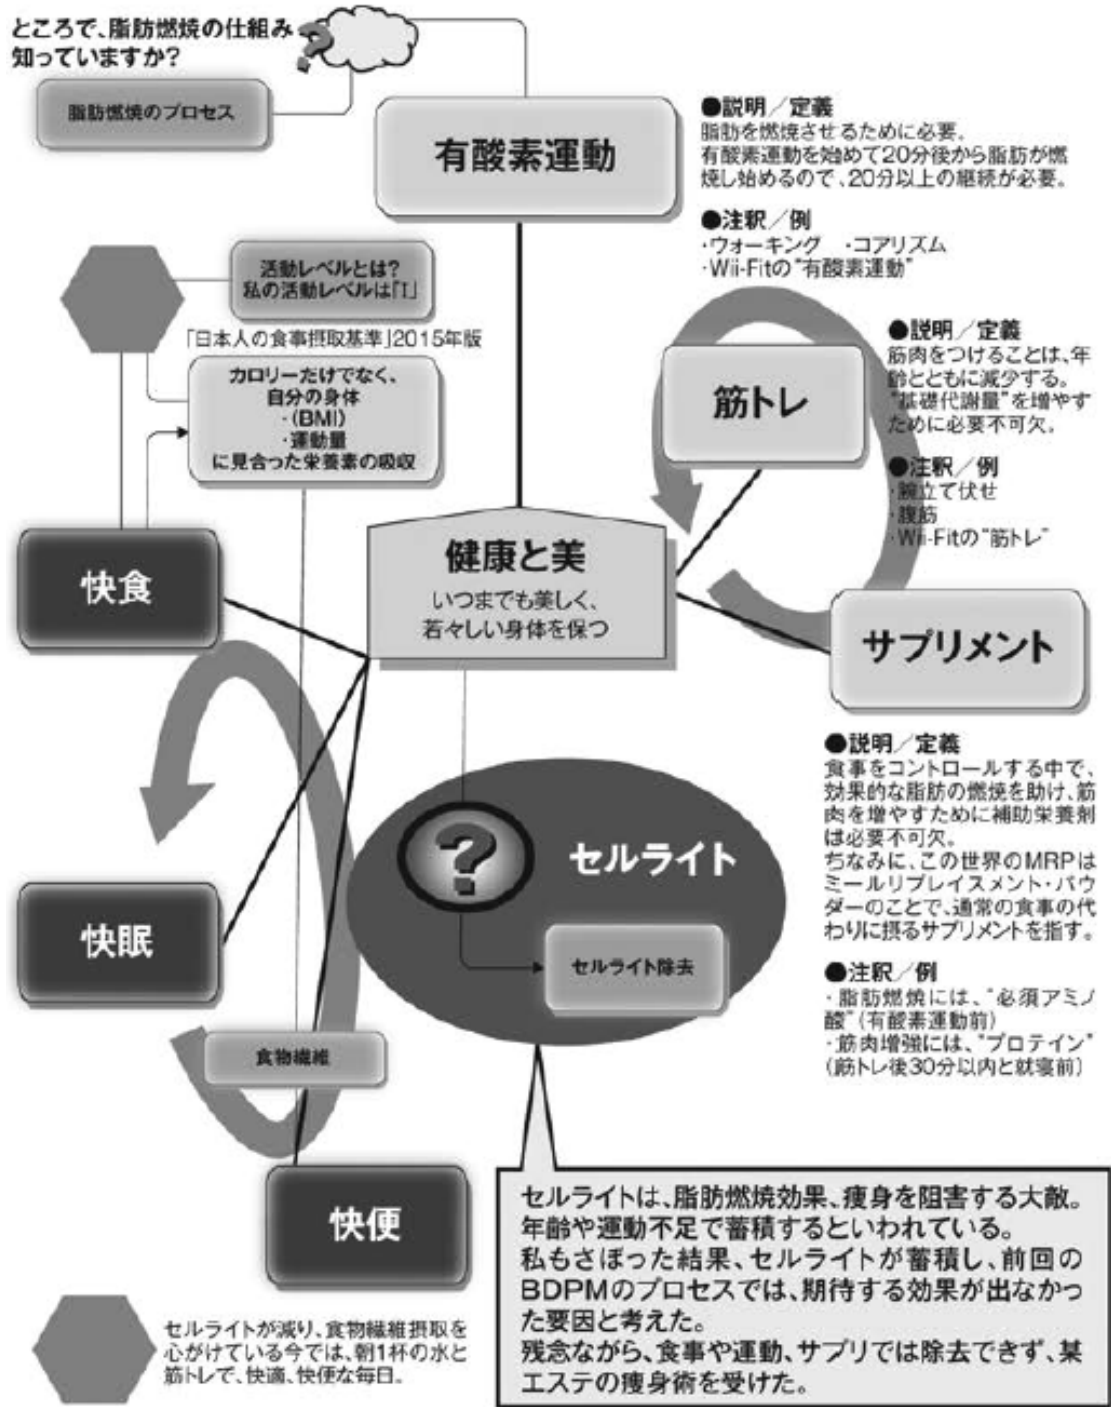 ところで、脂肪燃焼の仕組み
知っていますか?
?
脂肪燃焼のプロセス
有酸素運動
●説明/定義
脂肪を燃焼させるために必要。
有酸素運動を始めて20分後から脂肪が燃
焼し始めるので、20分以上の継続が必要。
●注釈/例
・ウォーキング ・コアリズム
・Wii-Fitの“有酸素運動”
活動レベルとは?
私の活動レベルは「I」
「日本人の食事摂取基準」2015年版
カロリーだけでなく、
自分の身体
・(BMI)
・運動量
に見合った栄養素の吸収
筋トレ
●説明/定義
筋肉をつけることは、年
齢とともに減少する。
“基礎代謝量”を増やす
ために必要不可欠。
●注釈/例
・腕立て伏せ
・腹筋
・Wii-Fitの“筋トレ”
快食
健康と美
いつまでも美しく、
若々しい身体を保つ
サプリメント
●説明/定義
食事をコントロールする中で、
効果的な脂肪の燃焼を助け、筋
肉を増やすために補助栄養剤
は必要不可欠。
ちなみに、この世界のMRPは
ミールリプレイスメント・パウ
ダーのことで、通常の食事の代
わりに摂るサプリメントを指す。
●注釈/例
・脂肪燃焼には、“必須アミノ
酸”(有酸素運動前)
・筋肉増強には、“プロテイン”
(筋トレ後30分以内と就寝前)
?
セルライト
セルライト除去
快眠
食物繊維
快便
セルライトは、脂肪燃焼効果、痩身を阻害する大敵。
年齢や運動不足で蓄積するといわれている。
私もさぼった結果、セルライトが蓄積し、前回の
BDPMのプロセスでは、期待する効果が出なかっ
た要因と考えた。
残念ながら、食事や運動、サプリでは除去できず、某
エステの痩身術を受けた。
セルライトが減り、食物繊維摂取を
心がけている今では、朝1杯の水と
筋トレで、快適、快便な毎日。